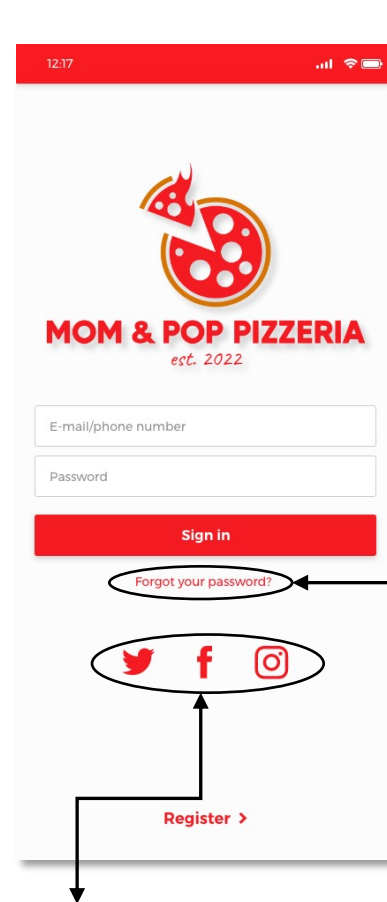 12:17
MOM & POP PIZZERIA
est. 2022
E-mail/phone number
Password
Sign in
Forgot your password?
Register >